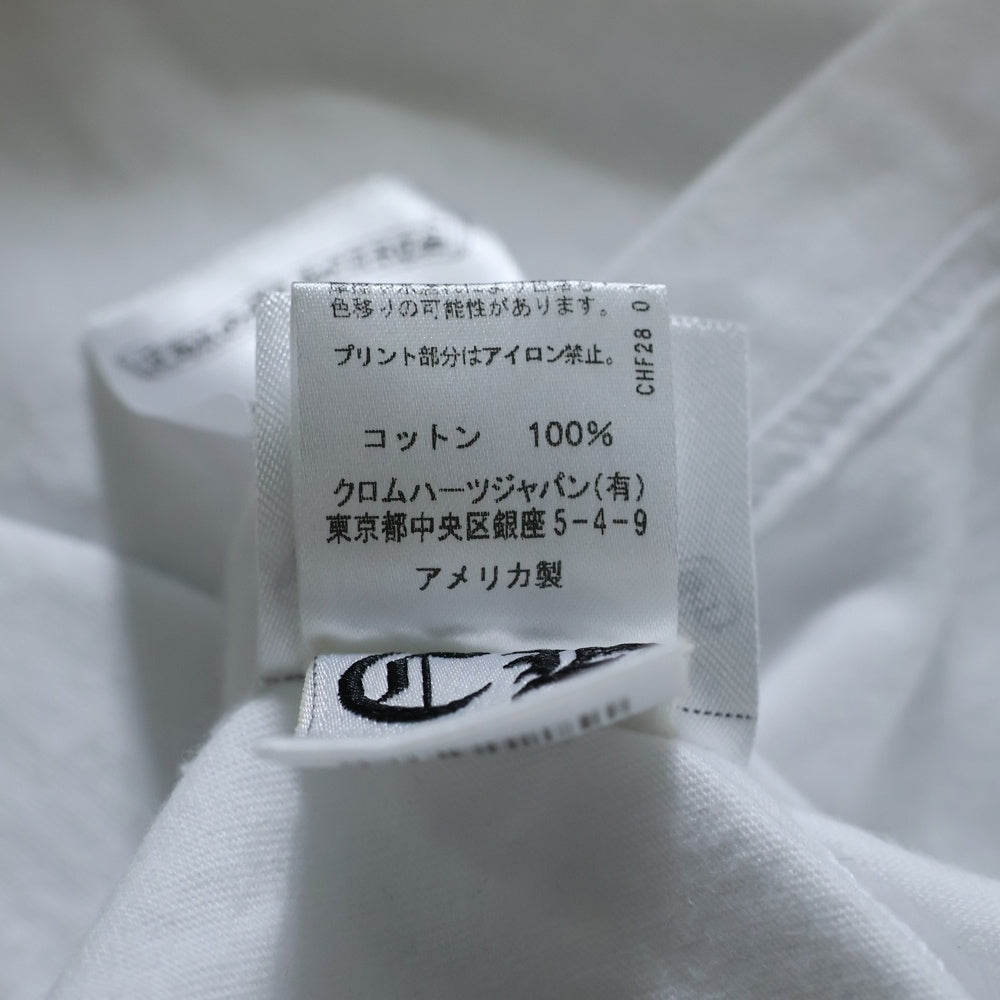 色移りの可能性があります。
プリント部分はアイロン禁止。
CHF28 0
コットン 100%
クロムハーツジャパン(有)
東京都中央区銀座5-4-9
アメリカ製